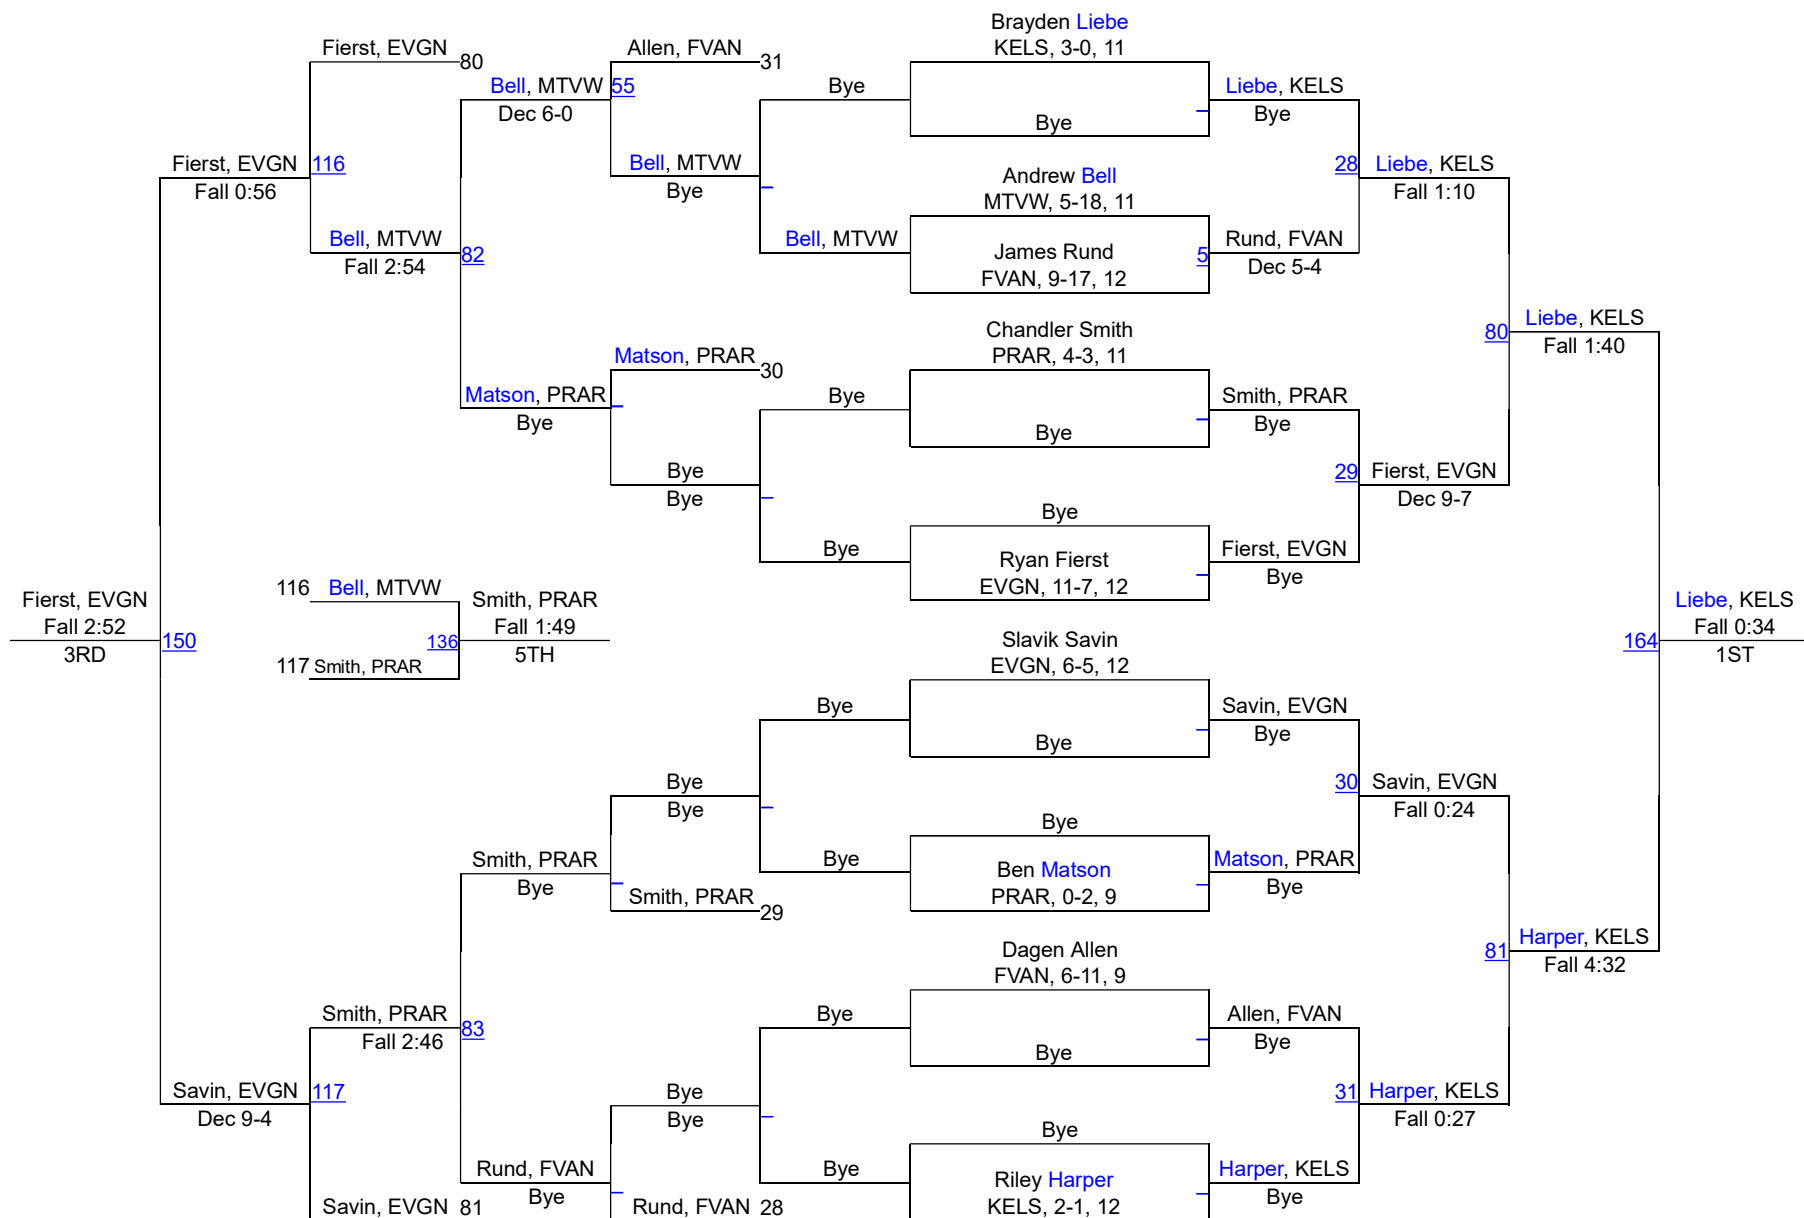 Brayden Liebe
Fierst, EVGN
80
Allen, FVAN
31
KELS, 3-0, 11
Bell, MTVW
55
Bye
Liebe, KELS
Dec 6-0
Bye
Bye
Fierst, EVGN
116
Bell, MTVW
28
Liebe, KELS
Fall 0:56
Bye
Andrew Bell
Fall 1:10
MTVW, 5-18, 11
Bell, MTVW
Bell, MTVW
Rund, FVAN
82
James Rund
5
Fall 2:54
Dec 5-4
FVAN, 9-17, 12
Liebe, KELS
Chandler Smith
80
Fall 1:40
Matson, PRAR
30
PRAR, 4-3, 11
Matson, PRAR
Bye
Smith, PRAR
Bye
Bye
Bye
Bye
29
Fierst, EVGN
Bye
Dec 9-7
Bye
Bye
Fierst, EVGN
Ryan Fierst
Bye
EVGN, 11-7, 12
116
Bell, MTVW
Fierst, EVGN
Smith, PRAR
Liebe, KELS
Fall 2:52
Fall 1:49
Fall 0:34
150
136
Slavik Savin
164
3RD
5TH
1ST
117
Smith, PRAR
EVGN, 6-5, 12
Bye
Savin, EVGN
Bye
Bye
Bye
30
Savin, EVGN
Bye
Fall 0:24
Bye
Smith, PRAR
Bye
Matson, PRAR
Ben Matson
Bye
Bye
Smith, PRAR
29
PRAR, 0-2, 9
Harper, KELS
Dagen Allen
81
Fall 4:32
FVAN, 6-11, 9
Smith, PRAR
Bye
Allen, FVAN
83
Fall 2:46
Bye
Bye
Savin, EVGN
117
Bye
31
Harper, KELS
Dec 9-4
Bye
Fall 0:27
Bye
Rund, FVAN
Bye
Harper, KELS
Riley Harper
Bye
Bye
Savin, EVGN
81
Rund, FVAN
28
KELS, 2-1, 12